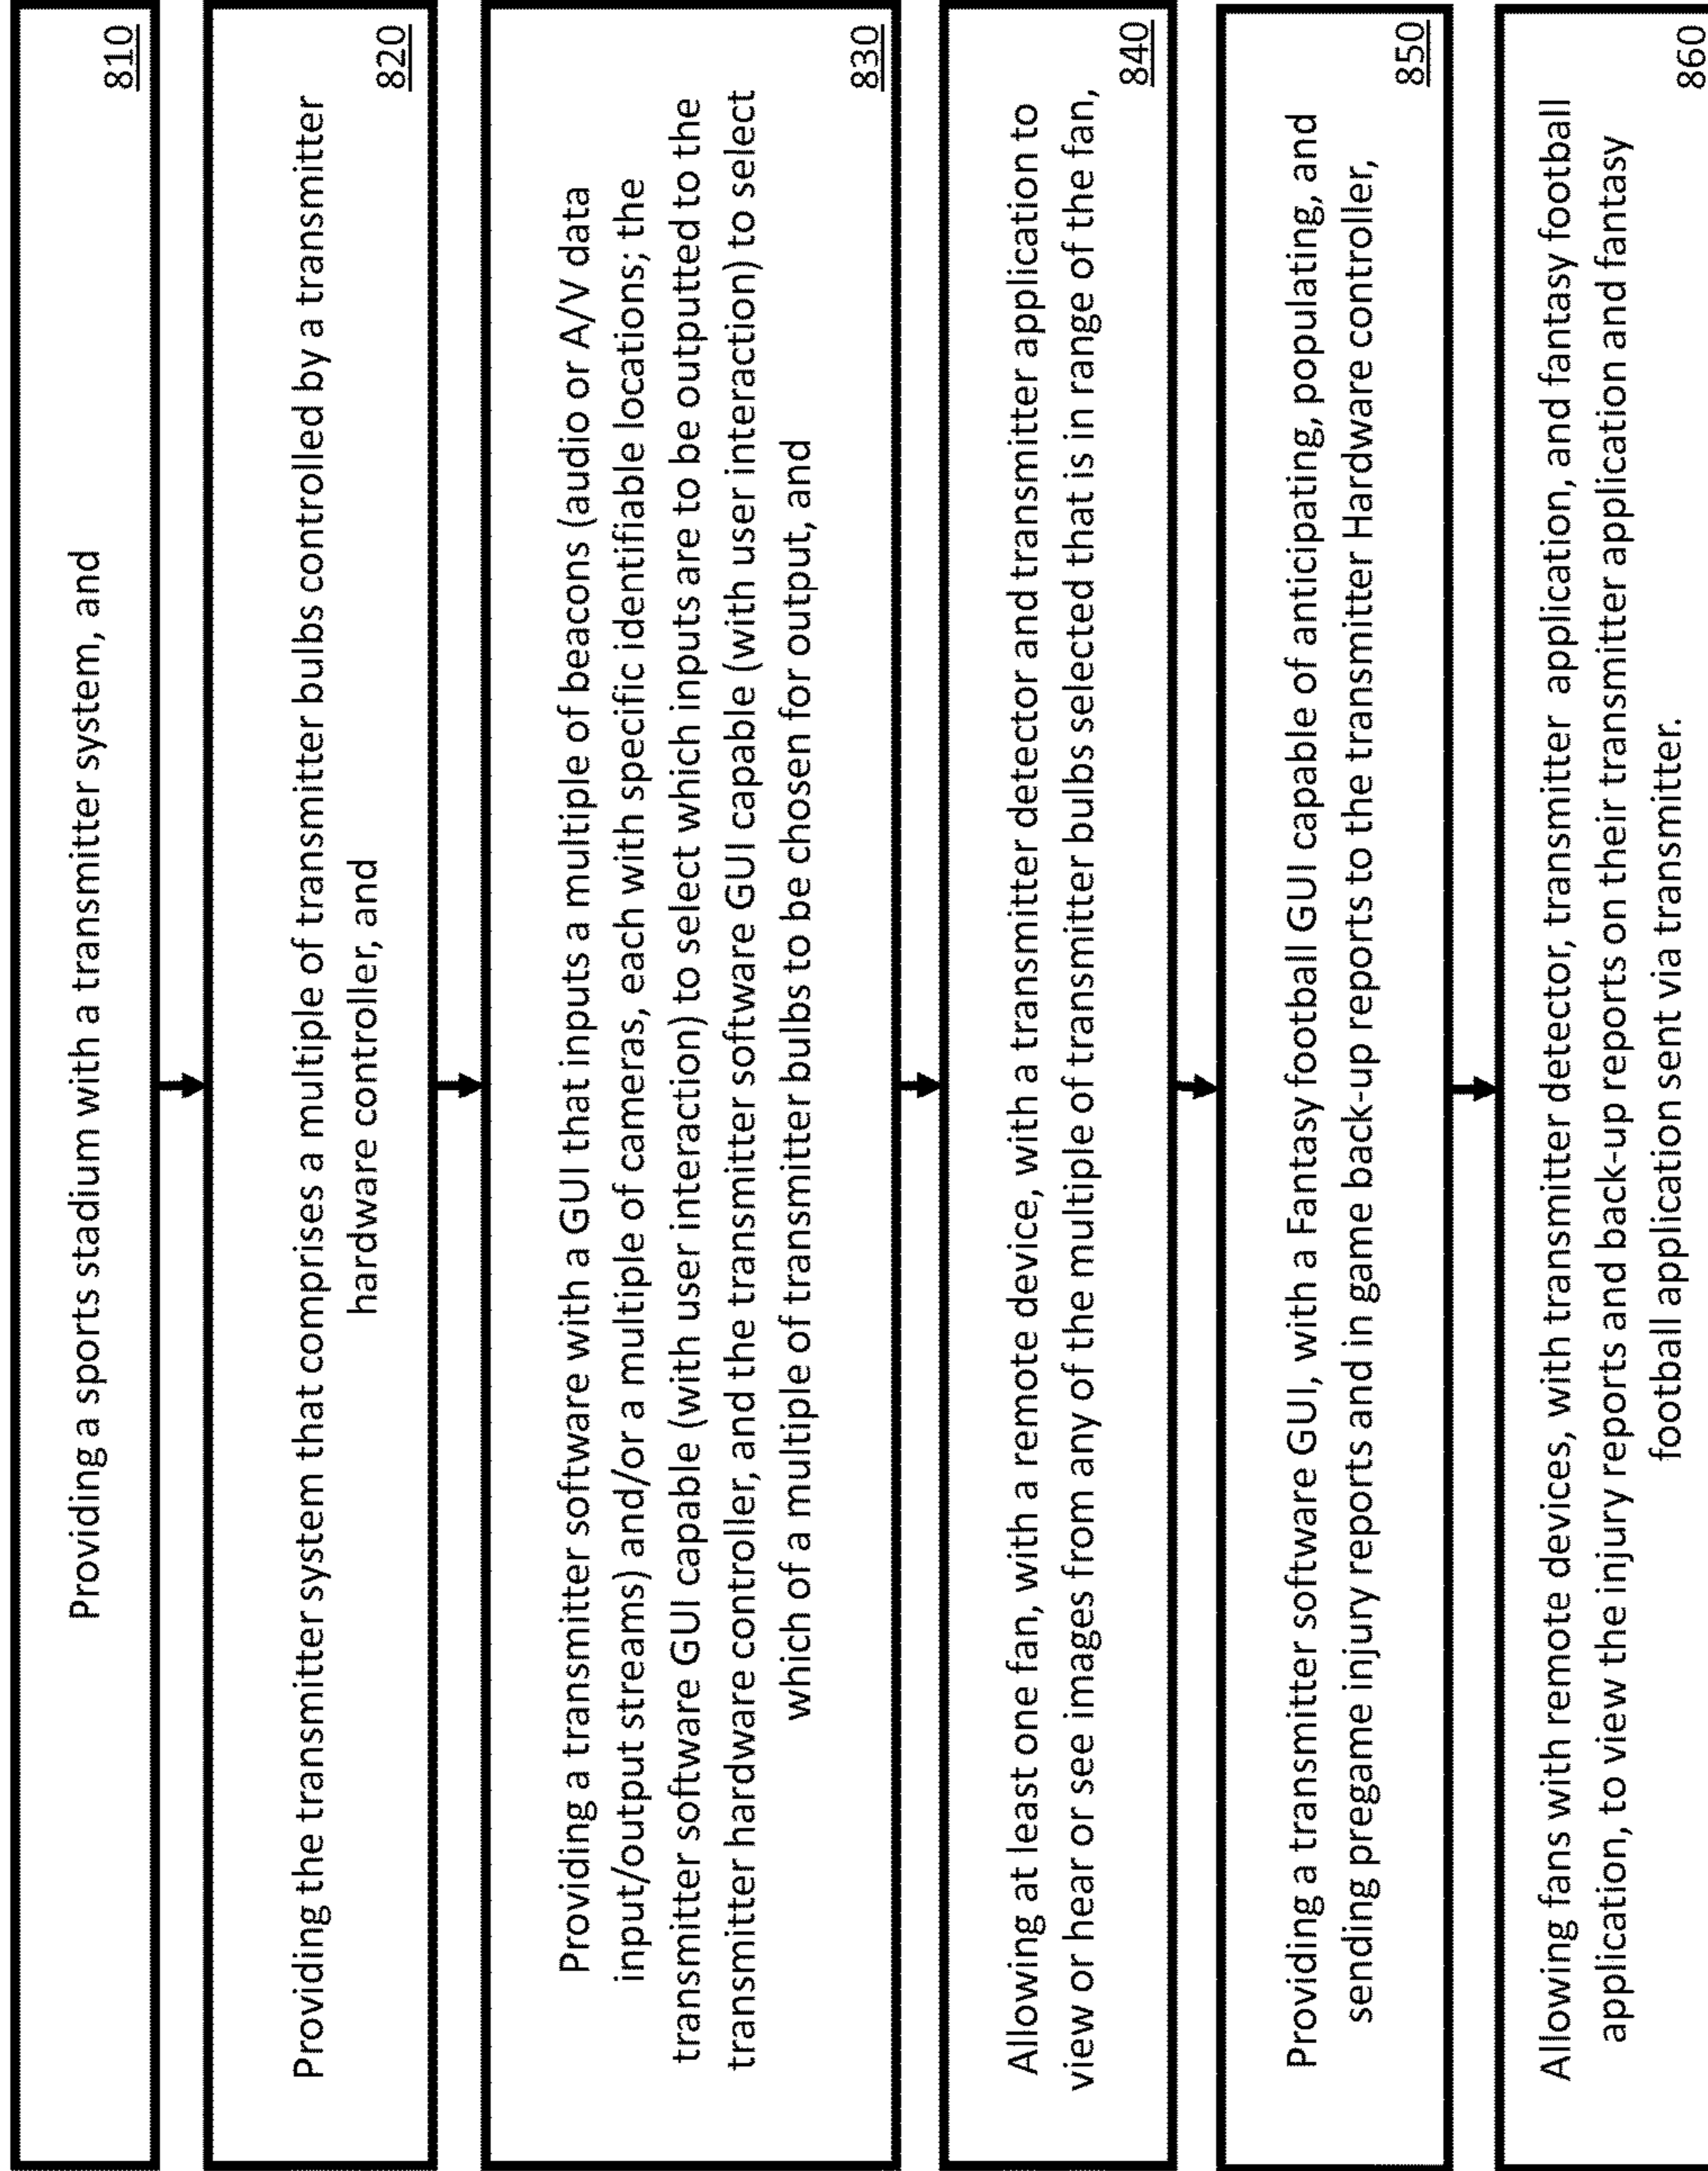 Providing a sports stadium with a transmitter system, and
810
Providing the transmitter system that comprises a multiple of transmitter bulbs controlled by a transmitter
hardware controller, and
820
Providing a transmitter software with a GUI that inputs a multiple of beacons (audio or A/V data
input/output streams) and/or a multiple of cameras, each with specific identifiable locations; the
transmitter software GUI capable (with user interaction) to select which inputs are to be outputted to the
transmitter hardware controller, and the transmitter software GUI capable (with user interaction) to select
which of a multiple of transmitter bulbs to be chosen for output, and
830
Allowing at least one fan, with a remote device, with a transmitter detector and transmitter application to
view or hear or see images from any of the multiple of transmitter bulbs selected that is in range of the fan,
840
Providing a transmitter software GUI, with a Fantasy football GUI capable of anticipating, populating, and
sending pregame injury reports and in game back-up reports to the transmitter Hardware controller,
850
Allowing fans with remote devices, with transmitter detector, transmitter application, and fantasy football
application, to view the injury reports and back-up reports on their transmitter application and fantasy
football application sent via transmitter.
860